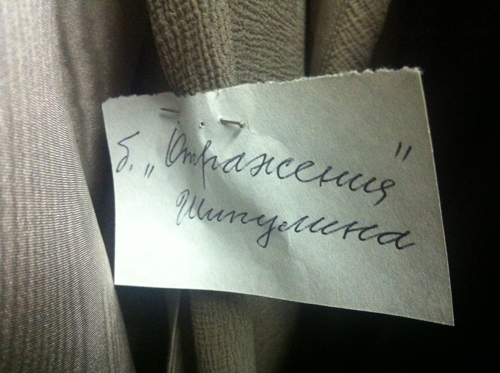 б. „Отражения"
Шипулина